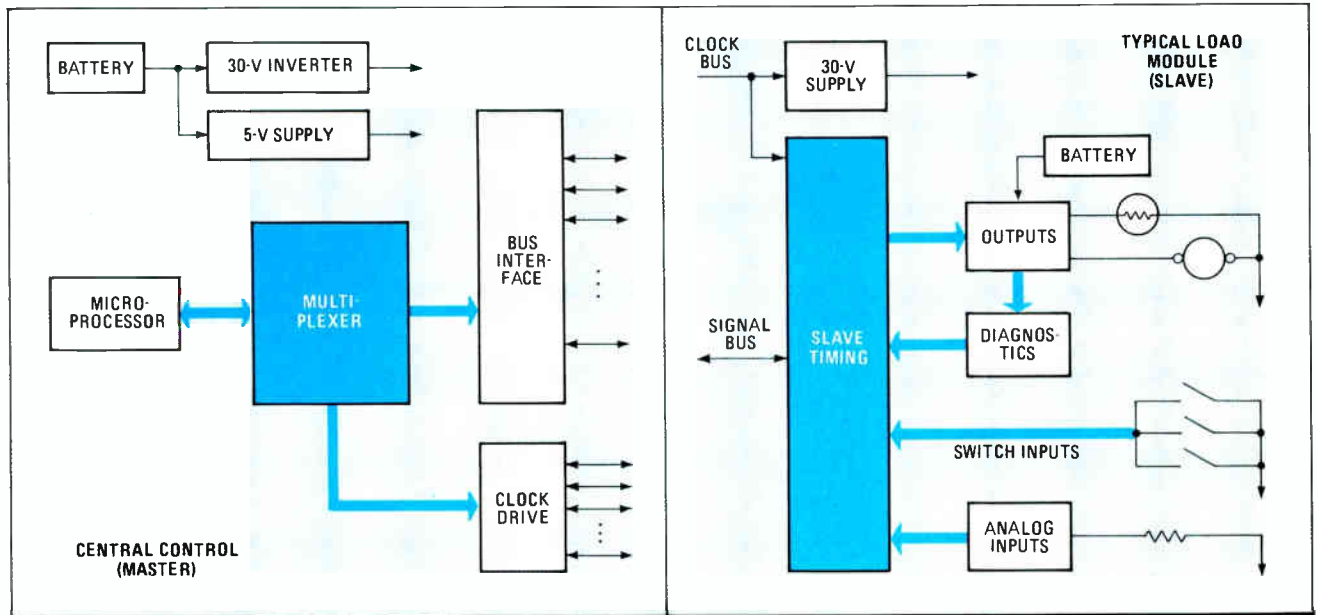 BATTERY
30-V INVERTER
5-V SUPPLY
MICRO-
PROCESSOR
MULTI-
PLEXER
BUS
INTER-
FACE
CLOCK
DRIVE
CENTRAL CONTROL
(MASTER)
CLOCK
BUS
30-V
SUPPLY
TYPICAL LOAD
MODULE
(SLAVE)
BATTERY
OUTPUTS
SIGNAL
BUS
SLAVE
TIMING
DIAGNOS-
TICS
SWITCH INPUTS
ANALOG
INPUTS